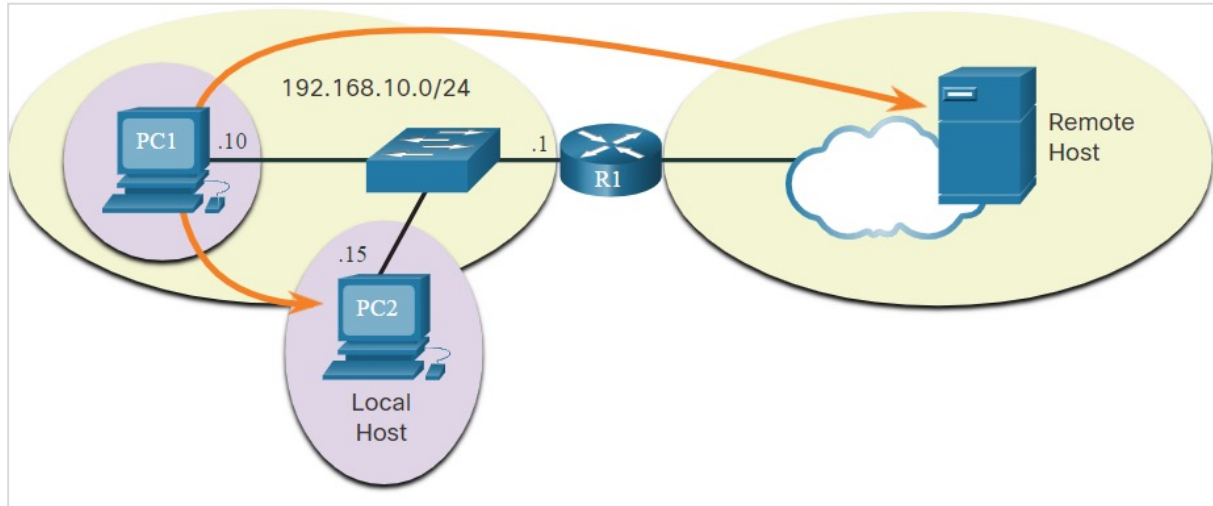 192.168.10.0/24
PC1
.10
.1
R1
Remote
Host
.15
PC2
Local
Host